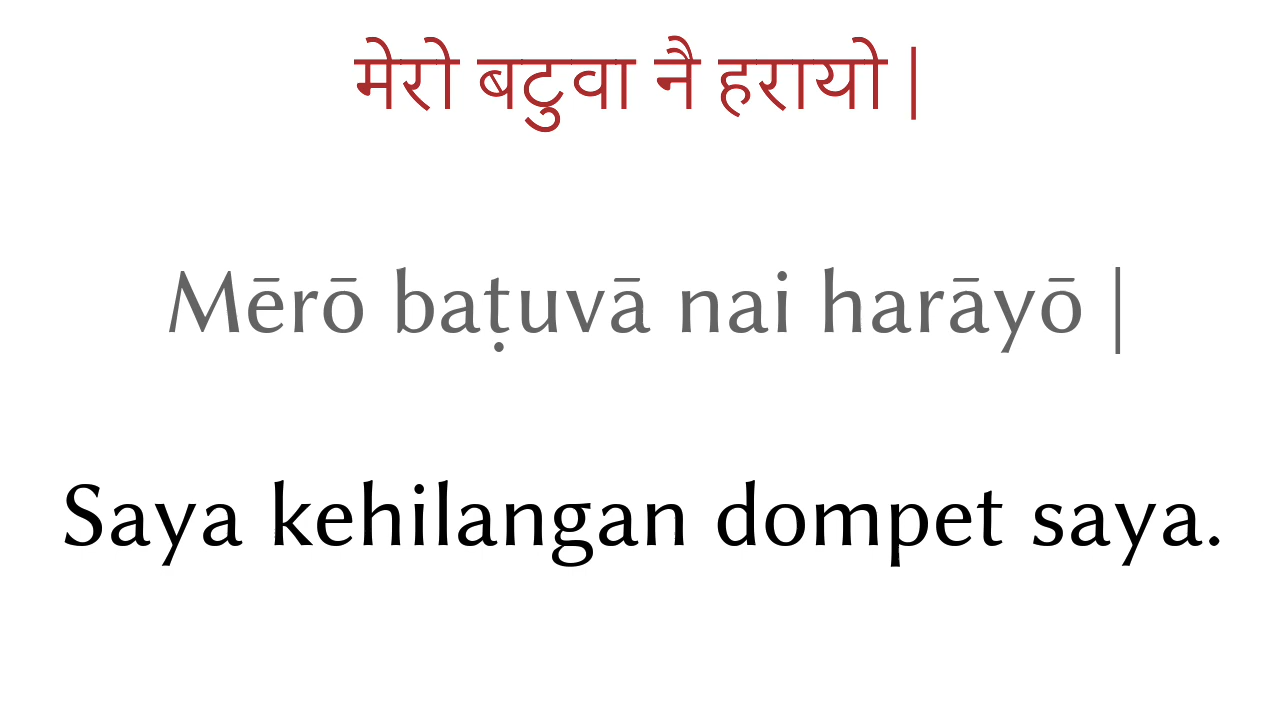 मेरो बटुवा नै हरायो |
Mērō baṭuvā nai harāyō |
Saya kehilangan dompet saya.